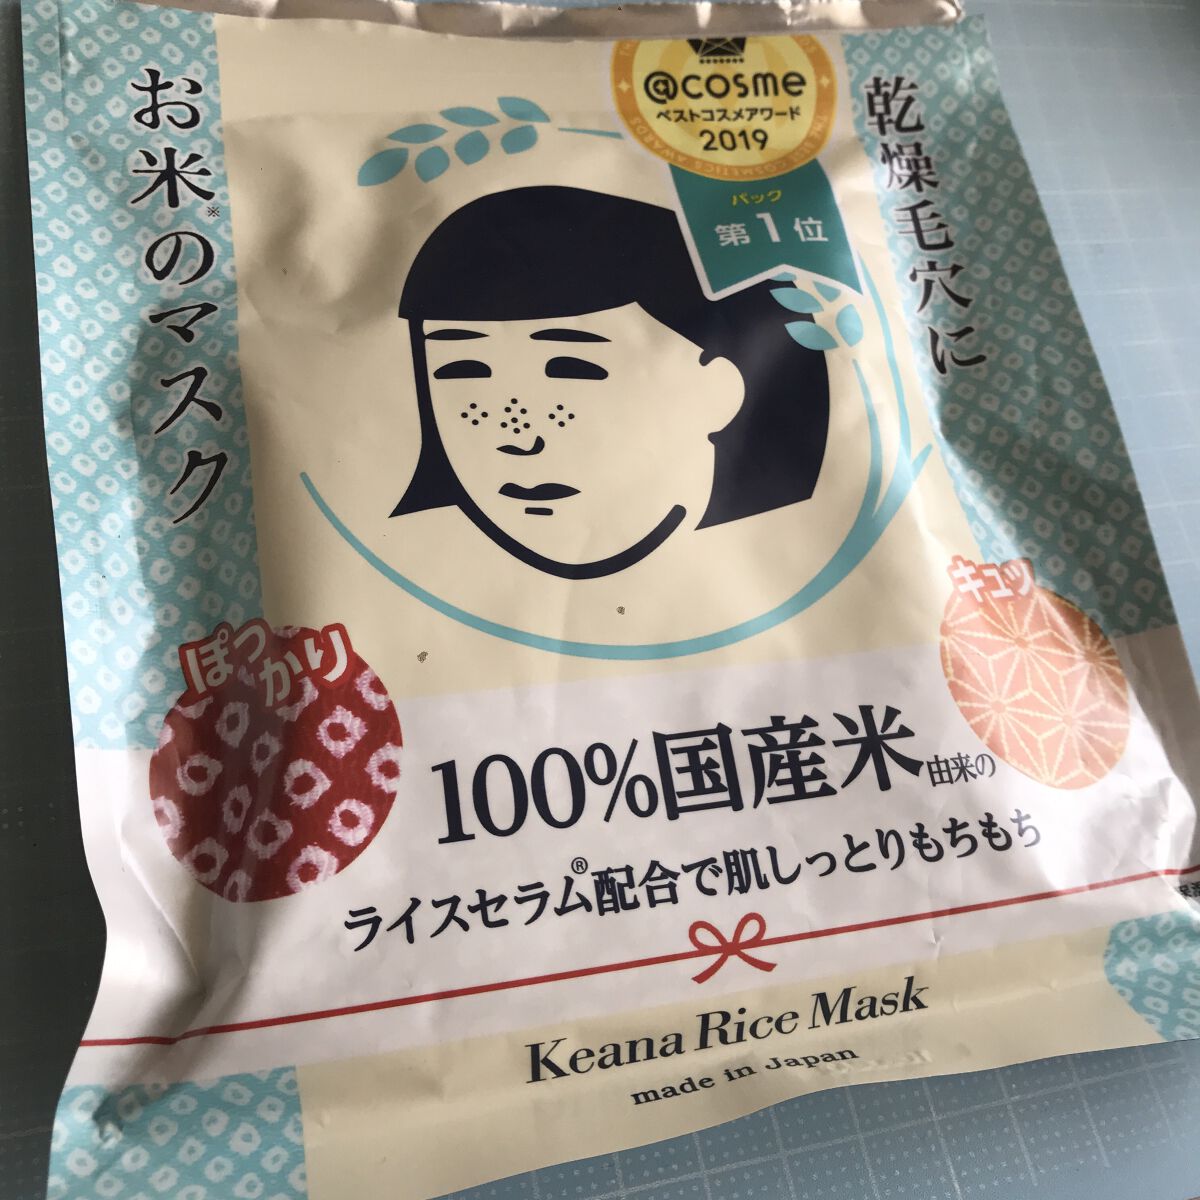 乾燥毛穴に
お米※のマスク
@cosme
ベストコスメアワード
2019
パック
第1位
ぽっかり
キュッ
100%国産米由来の
ライスセラム®配合で肌しっとりもちもち
Keana Rice Mask
made in Japan